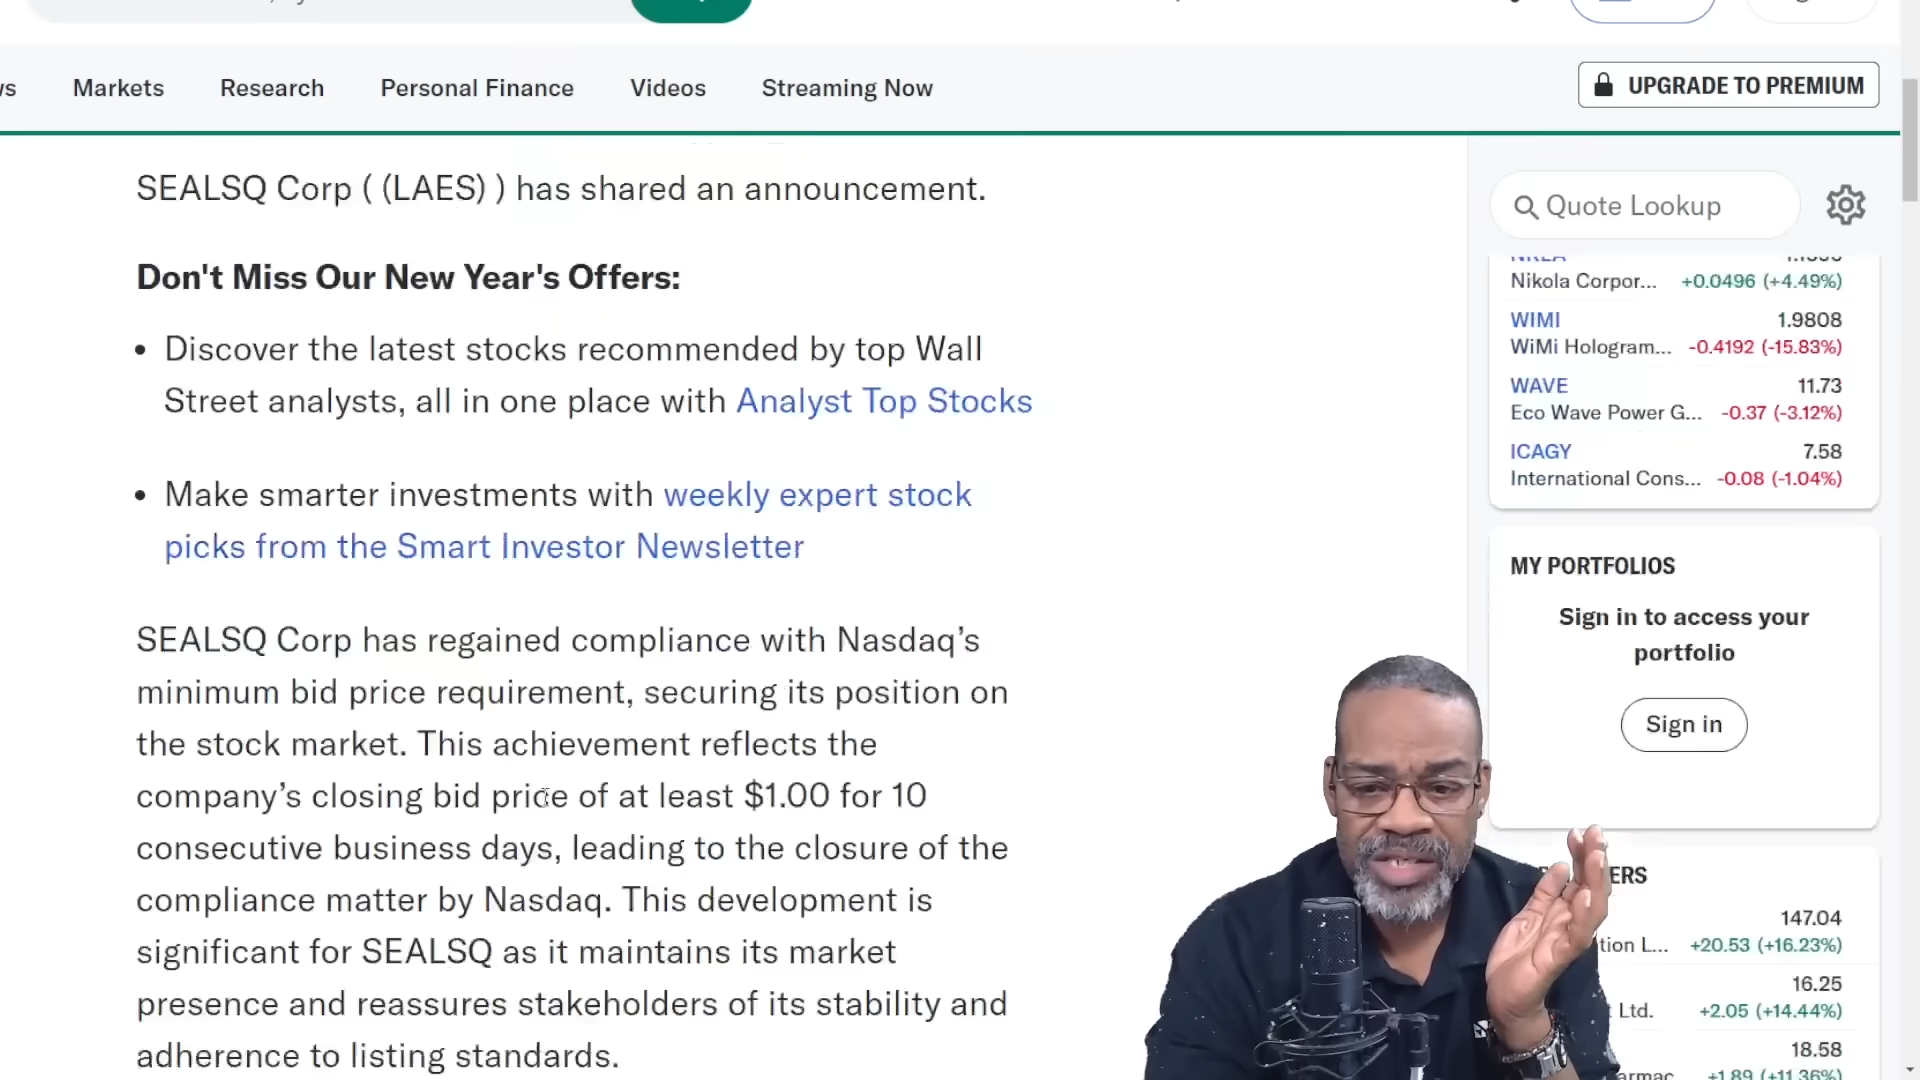 Markets
Research
Personal Finance
Videos
Streaming Now
UPGRADE TO PREMIUM
SEALSQ Corp ( (LAES) ) has shared an announcement.
Don't Miss Our New Year's Offers:
• Discover the latest stocks recommended by top Wall
Street analysts, all in one place with Analyst Top Stocks
• Make smarter investments with weekly expert stock
picks from the Smart Investor Newsletter
SEALSQ Corp has regained compliance with Nasdaq’s
minimum bid price requirement, securing its position on
the stock market. This achievement reflects the
company’s closing bid price of at least $1.00 for 10
consecutive business days, leading to the closure of the
compliance matter by Nasdaq. This development is
significant for SEALSQ as it maintains its market
presence and reassures stakeholders of its stability and
adherence to listing standards.
Quote Lookup
Nikola Corpor... +0.0496 (+4.49%)
WIMI 1.9808
WiMi Hologram... -0.4192 (-15.83%)
WAVE 11.73
Eco Wave Power G... -0.37 (-3.12%)
ICAGY 7.58
International Cons... -0.08 (-1.04%)
MY PORTFOLIOS
Sign in to access your
portfolio
Sign in
ERS
147.04
tion L... +20.53 (+16.23%)
16.25
t Ltd. +2.05 (+14.44%)
18.58
armac +1.89 (+11.36%)